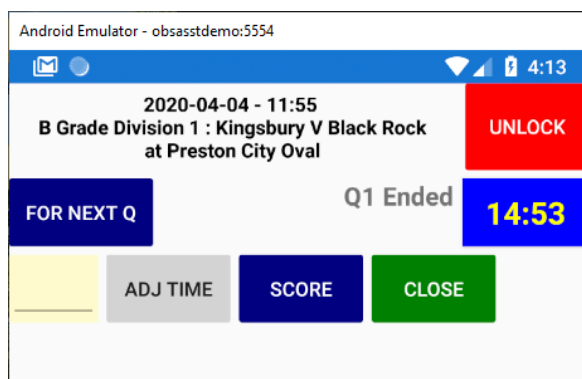 Android Emulator - obsasstdemo:5554
4:13
2020-04-04 - 11:55
B Grade Division 1 : Kingsbury V Black Rock
at Preston City Oval
UNLOCK
FOR NEXT Q
Q1 Ended
14:53
ADJ TIME
SCORE
CLOSE